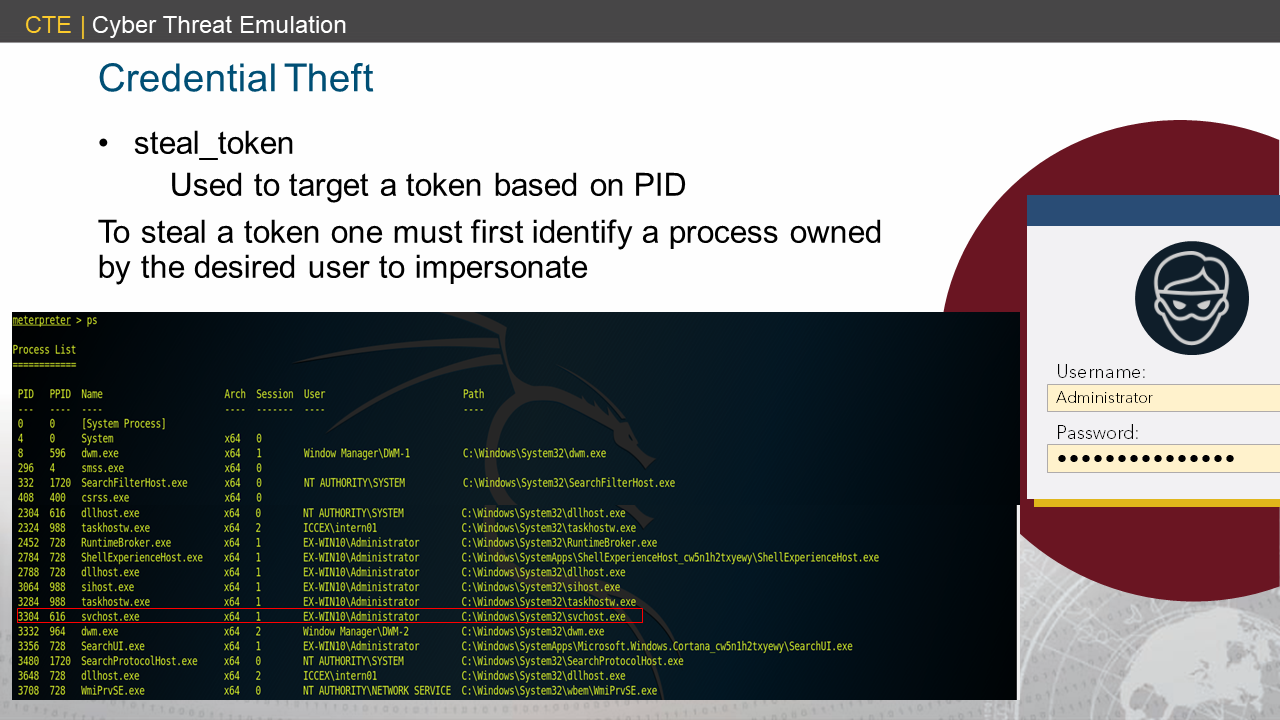 CTE | Cyber Threat Emulation
Credential Theft
• steal_token
Used to target a token based on PID
To steal a token one must first identify a process owned
by the desired user to impersonate
meterpreter > ps
Process List
============
PID PPID Name Arch Session User Path
--- ---- ---- ---- ------- ---- ----
0 0 [System Process]
4 0 System x64 0
8 596 dwm.exe x64 1 Window Manager\DWM-1 C:\Windows\System32\dwm.exe
296 4 smss.exe x64 0
332 1720 SearchFilterHost.exe x64 0 NT AUTHORITY\SYSTEM C:\Windows\System32\SearchFilterHost.exe
408 400 csrss.exe x64 0
2304 616 dllhost.exe x64 0 NT AUTHORITY\SYSTEM C:\Windows\System32\dllhost.exe
2324 988 taskhostw.exe x64 2 ICCEX\intern01 C:\Windows\System32\taskhostw.exe
2452 728 RuntimeBroker.exe x64 1 EX-WIN10\Administrator C:\Windows\System32\RuntimeBroker.exe
2784 728 ShellExperienceHost.exe x64 1 EX-WIN10\Administrator C:\Windows\SystemApps\ShellExperienceHost_cw5n1h2txyewy\ShellExperienceHost.exe
2788 728 dllhost.exe x64 1 EX-WIN10\Administrator C:\Windows\System32\dllhost.exe
3064 988 sihost.exe x64 1 EX-WIN10\Administrator C:\Windows\System32\sihost.exe
3284 988 taskhostw.exe x64 1 EX-WIN10\Administrator C:\Windows\System32\taskhostw.exe
3304 616 svchost.exe x64 1 EX-WIN10\Administrator C:\Windows\System32\svchost.exe
3332 964 dwm.exe x64 2 Window Manager\DWM-2 C:\Windows\System32\dwm.exe
3356 728 SearchUI.exe x64 1 EX-WIN10\Administrator C:\Windows\SystemApps\Microsoft.Windows.Cortana_cw5n1h2txyewy\SearchUI.exe
3480 1720 SearchProtocolHost.exe x64 0 NT AUTHORITY\SYSTEM C:\Windows\System32\SearchProtocolHost.exe
3648 728 dllhost.exe x64 2 ICCEX\intern01 C:\Windows\System32\dllhost.exe
3708 728 WmiPrvSE.exe x64 0 NT AUTHORITY\NETWORK SERVICE C:\Windows\System32\wbem\WmiPrvSE.exe
Username:
Administrator
Password:
●●●●●●●●●●●●●●●